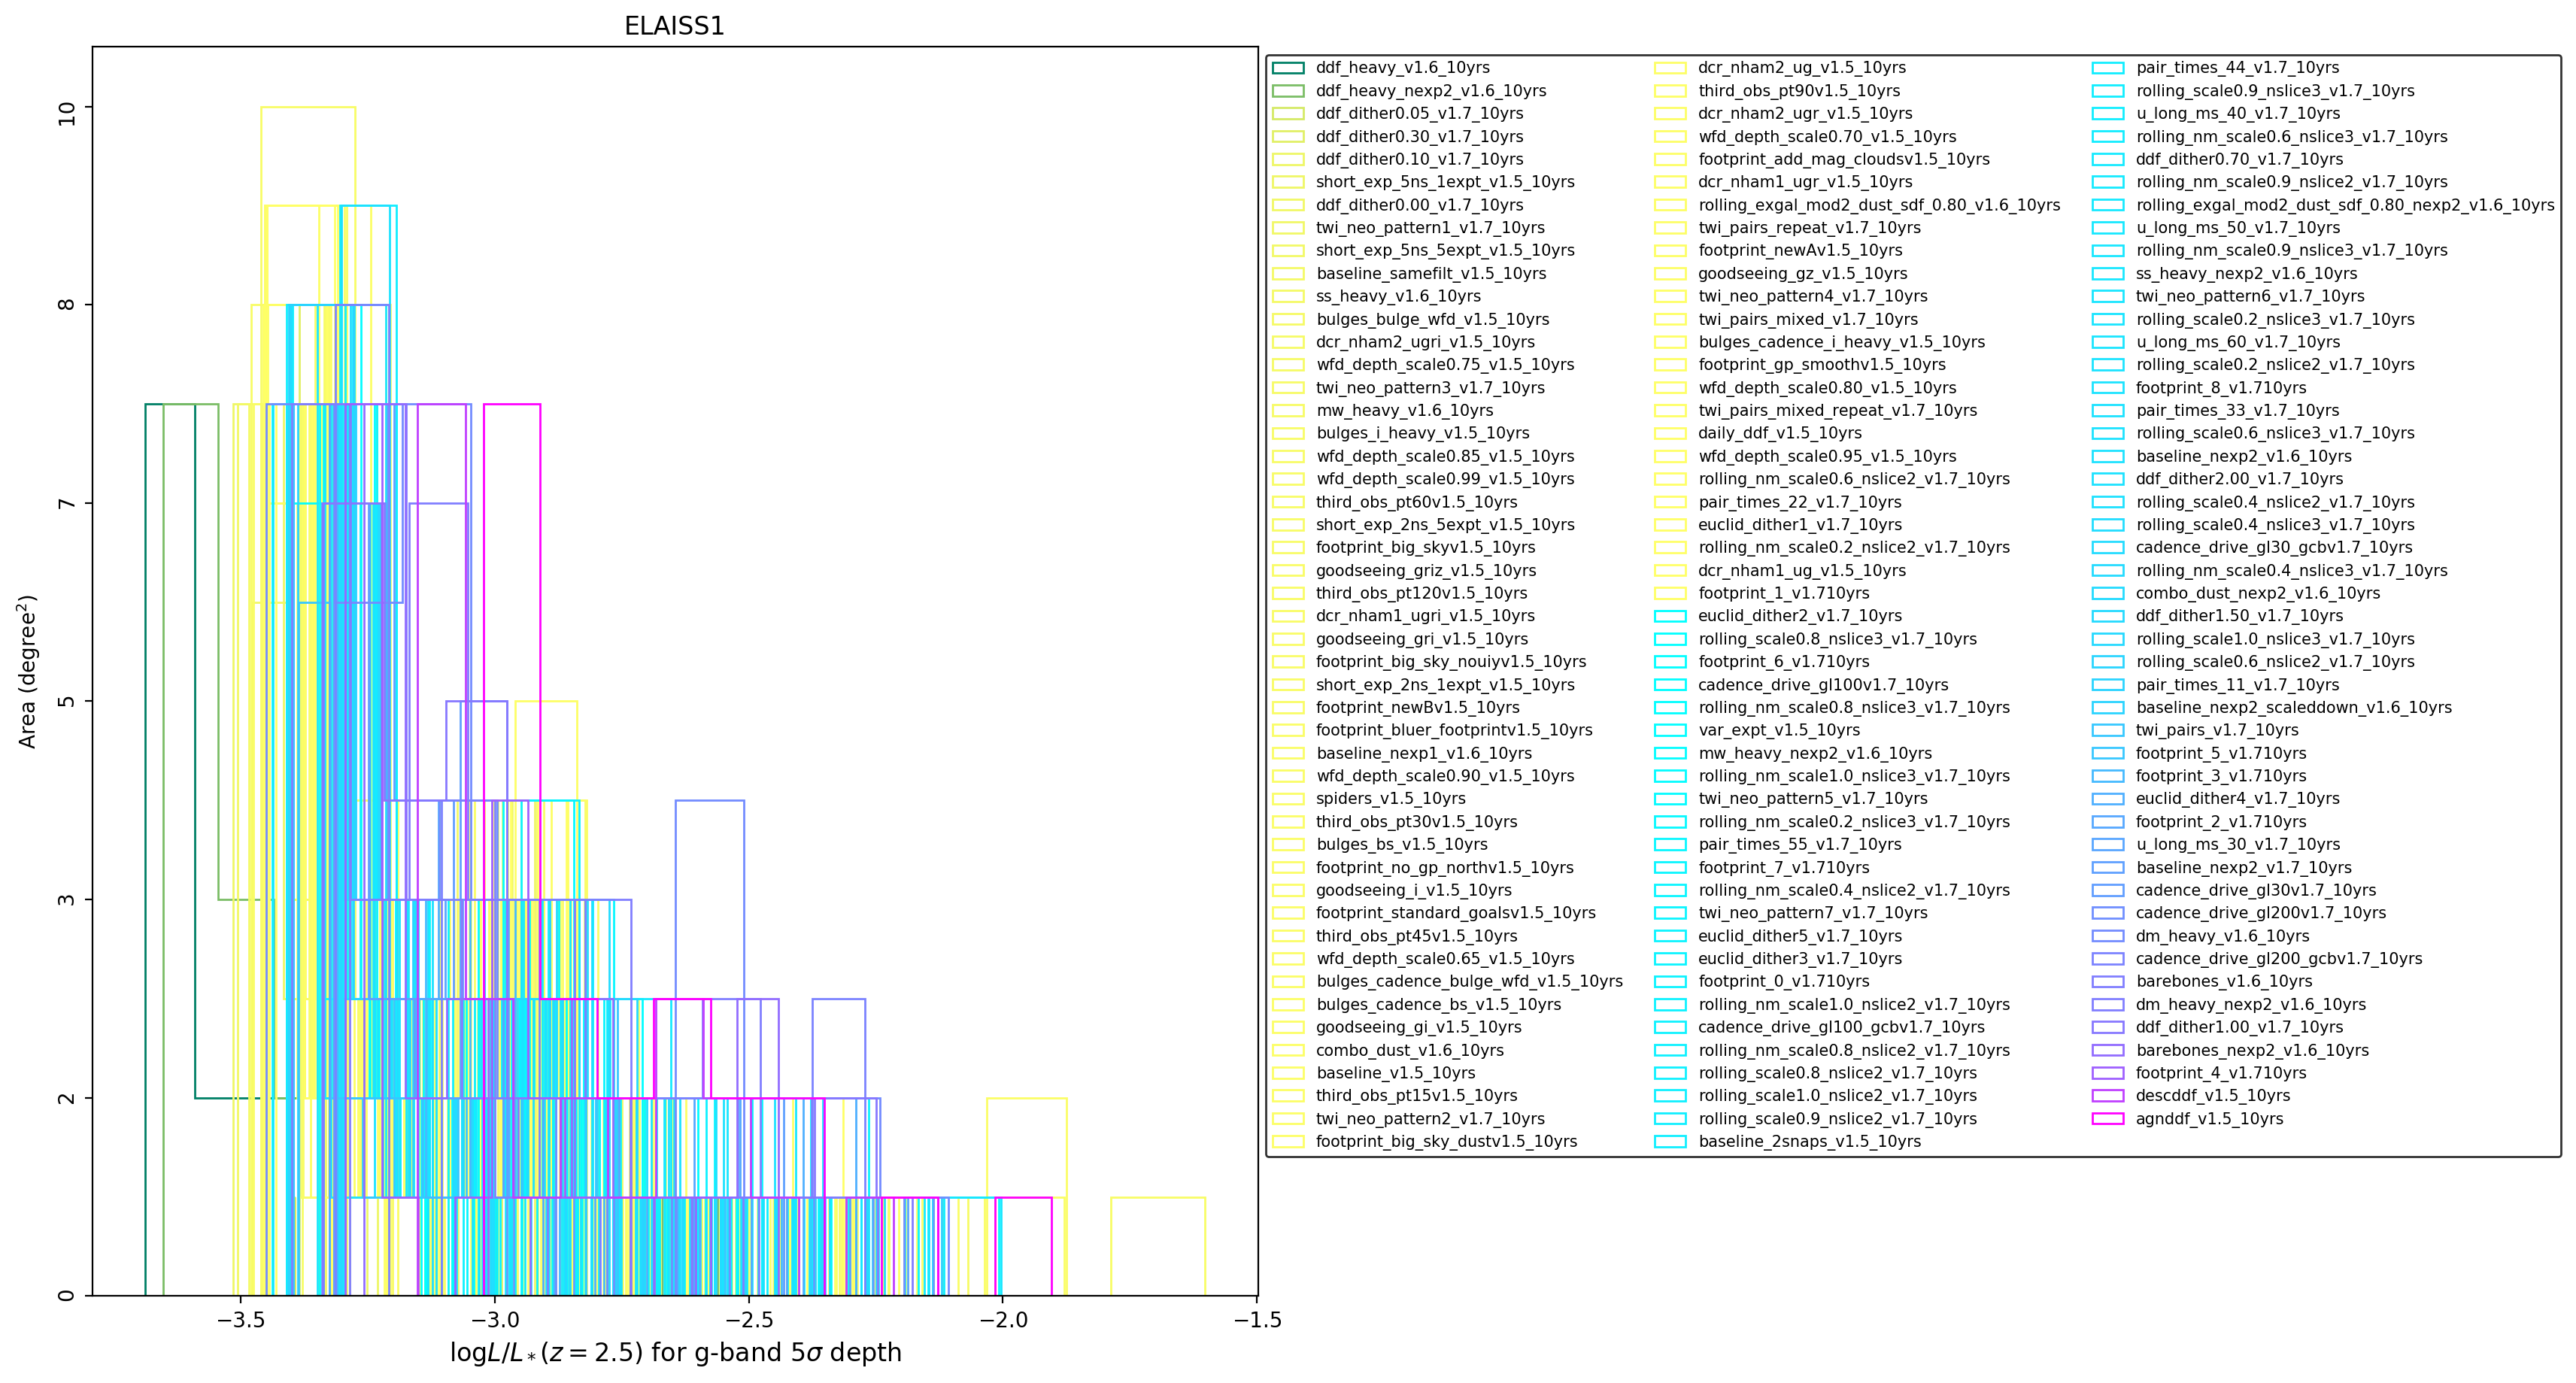 ELAISS1
10
8
7
5
3
2
0
Area (degree²)
−3.5
−3.0
−2.5
−2.0
−1.5
logL/L∗(z = 2.5) for g-band 5σ depth
ddf_heavy_v1.6_10yrs
ddf_heavy_nexp2_v1.6_10yrs
ddf_dither0.05_v1.7_10yrs
ddf_dither0.30_v1.7_10yrs
ddf_dither0.10_v1.7_10yrs
short_exp_5ns_1expt_v1.5_10yrs
ddf_dither0.00_v1.7_10yrs
twi_neo_pattern1_v1.7_10yrs
short_exp_5ns_5expt_v1.5_10yrs
baseline_samefilt_v1.5_10yrs
ss_heavy_v1.6_10yrs
bulges_bulge_wfd_v1.5_10yrs
dcr_nham2_ugri_v1.5_10yrs
wfd_depth_scale0.75_v1.5_10yrs
twi_neo_pattern3_v1.7_10yrs
mw_heavy_v1.6_10yrs
bulges_i_heavy_v1.5_10yrs
wfd_depth_scale0.85_v1.5_10yrs
wfd_depth_scale0.99_v1.5_10yrs
third_obs_pt60v1.5_10yrs
short_exp_2ns_5expt_v1.5_10yrs
footprint_big_skyv1.5_10yrs
goodseeing_griz_v1.5_10yrs
third_obs_pt120v1.5_10yrs
dcr_nham1_ugri_v1.5_10yrs
goodseeing_gri_v1.5_10yrs
footprint_big_sky_nouiyv1.5_10yrs
short_exp_2ns_1expt_v1.5_10yrs
footprint_newBv1.5_10yrs
footprint_bluer_footprintv1.5_10yrs
baseline_nexp1_v1.6_10yrs
wfd_depth_scale0.90_v1.5_10yrs
spiders_v1.5_10yrs
third_obs_pt30v1.5_10yrs
bulges_bs_v1.5_10yrs
footprint_no_gp_northv1.5_10yrs
goodseeing_i_v1.5_10yrs
footprint_standard_goalsv1.5_10yrs
third_obs_pt45v1.5_10yrs
wfd_depth_scale0.65_v1.5_10yrs
bulges_cadence_bulge_wfd_v1.5_10yrs
bulges_cadence_bs_v1.5_10yrs
goodseeing_gi_v1.5_10yrs
combo_dust_v1.6_10yrs
baseline_v1.5_10yrs
third_obs_pt15v1.5_10yrs
twi_neo_pattern2_v1.7_10yrs
footprint_big_sky_dustv1.5_10yrs
dcr_nham2_ug_v1.5_10yrs
third_obs_pt90v1.5_10yrs
dcr_nham2_ugr_v1.5_10yrs
wfd_depth_scale0.70_v1.5_10yrs
footprint_add_mag_cloudsv1.5_10yrs
dcr_nham1_ugr_v1.5_10yrs
rolling_exgal_mod2_dust_sdf_0.80_v1.6_10yrs
twi_pairs_repeat_v1.7_10yrs
footprint_newAv1.5_10yrs
goodseeing_gz_v1.5_10yrs
twi_neo_pattern4_v1.7_10yrs
twi_pairs_mixed_v1.7_10yrs
bulges_cadence_i_heavy_v1.5_10yrs
footprint_gp_smoothv1.5_10yrs
wfd_depth_scale0.80_v1.5_10yrs
twi_pairs_mixed_repeat_v1.7_10yrs
daily_ddf_v1.5_10yrs
wfd_depth_scale0.95_v1.5_10yrs
rolling_nm_scale0.6_nslice2_v1.7_10yrs
pair_times_22_v1.7_10yrs
euclid_dither1_v1.7_10yrs
rolling_nm_scale0.2_nslice2_v1.7_10yrs
dcr_nham1_ug_v1.5_10yrs
footprint_1_v1.710yrs
euclid_dither2_v1.7_10yrs
rolling_scale0.8_nslice3_v1.7_10yrs
footprint_6_v1.710yrs
cadence_drive_gl100v1.7_10yrs
rolling_nm_scale0.8_nslice3_v1.7_10yrs
var_expt_v1.5_10yrs
mw_heavy_nexp2_v1.6_10yrs
rolling_nm_scale1.0_nslice3_v1.7_10yrs
twi_neo_pattern5_v1.7_10yrs
rolling_nm_scale0.2_nslice3_v1.7_10yrs
pair_times_55_v1.7_10yrs
footprint_7_v1.710yrs
rolling_nm_scale0.4_nslice2_v1.7_10yrs
twi_neo_pattern7_v1.7_10yrs
euclid_dither5_v1.7_10yrs
euclid_dither3_v1.7_10yrs
footprint_0_v1.710yrs
rolling_nm_scale1.0_nslice2_v1.7_10yrs
cadence_drive_gl100_gcbv1.7_10yrs
rolling_nm_scale0.8_nslice2_v1.7_10yrs
rolling_scale0.8_nslice2_v1.7_10yrs
rolling_scale1.0_nslice2_v1.7_10yrs
rolling_scale0.9_nslice2_v1.7_10yrs
baseline_2snaps_v1.5_10yrs
pair_times_44_v1.7_10yrs
rolling_scale0.9_nslice3_v1.7_10yrs
u_long_ms_40_v1.7_10yrs
rolling_nm_scale0.6_nslice3_v1.7_10yrs
ddf_dither0.70_v1.7_10yrs
rolling_nm_scale0.9_nslice2_v1.7_10yrs
rolling_exgal_mod2_dust_sdf_0.80_nexp2_v1.6_10yrs
u_long_ms_50_v1.7_10yrs
rolling_nm_scale0.9_nslice3_v1.7_10yrs
ss_heavy_nexp2_v1.6_10yrs
twi_neo_pattern6_v1.7_10yrs
rolling_scale0.2_nslice3_v1.7_10yrs
u_long_ms_60_v1.7_10yrs
rolling_scale0.2_nslice2_v1.7_10yrs
footprint_8_v1.710yrs
pair_times_33_v1.7_10yrs
rolling_scale0.6_nslice3_v1.7_10yrs
baseline_nexp2_v1.6_10yrs
ddf_dither2.00_v1.7_10yrs
rolling_scale0.4_nslice2_v1.7_10yrs
rolling_scale0.4_nslice3_v1.7_10yrs
cadence_drive_gl30_gcbv1.7_10yrs
rolling_nm_scale0.4_nslice3_v1.7_10yrs
combo_dust_nexp2_v1.6_10yrs
ddf_dither1.50_v1.7_10yrs
rolling_scale1.0_nslice3_v1.7_10yrs
rolling_scale0.6_nslice2_v1.7_10yrs
pair_times_11_v1.7_10yrs
baseline_nexp2_scaleddown_v1.6_10yrs
twi_pairs_v1.7_10yrs
footprint_5_v1.710yrs
footprint_3_v1.710yrs
euclid_dither4_v1.7_10yrs
footprint_2_v1.710yrs
u_long_ms_30_v1.7_10yrs
baseline_nexp2_v1.7_10yrs
cadence_drive_gl30v1.7_10yrs
cadence_drive_gl200v1.7_10yrs
dm_heavy_v1.6_10yrs
cadence_drive_gl200_gcbv1.7_10yrs
barebones_v1.6_10yrs
dm_heavy_nexp2_v1.6_10yrs
ddf_dither1.00_v1.7_10yrs
barebones_nexp2_v1.6_10yrs
footprint_4_v1.710yrs
descddf_v1.5_10yrs
agnddf_v1.5_10yrs